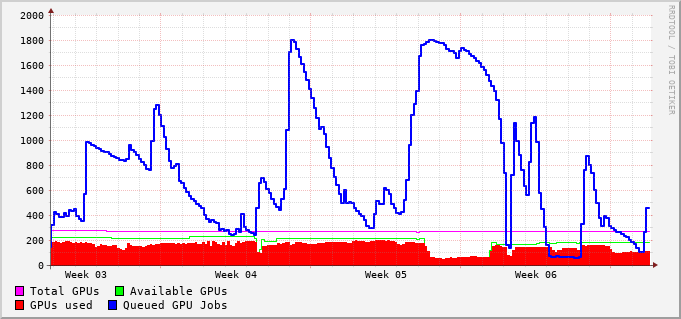 2000
1800
1600
1400
1200
1000
800
600
400
200
0
Week 03 Week 04 Week 05 Week 06
Total GPUs Available GPUs
GPUs used Queued GPU Jobs
RRDTOOL / TOBI OETIKER